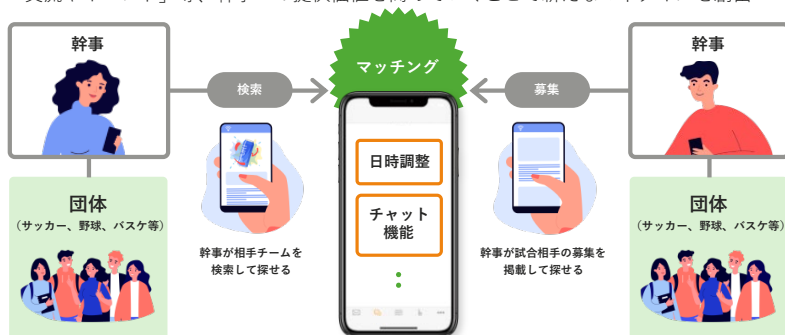 幹事
幹事
マッチング
検索
募集
日時調整
チャット
機能
団体
(サッカー、野球、バスケ等)
団体
(サッカー、野球、バスケ等)
幹事が相手チームを
検索して探せる
幹事が試合相手の募集を
掲載して探せる